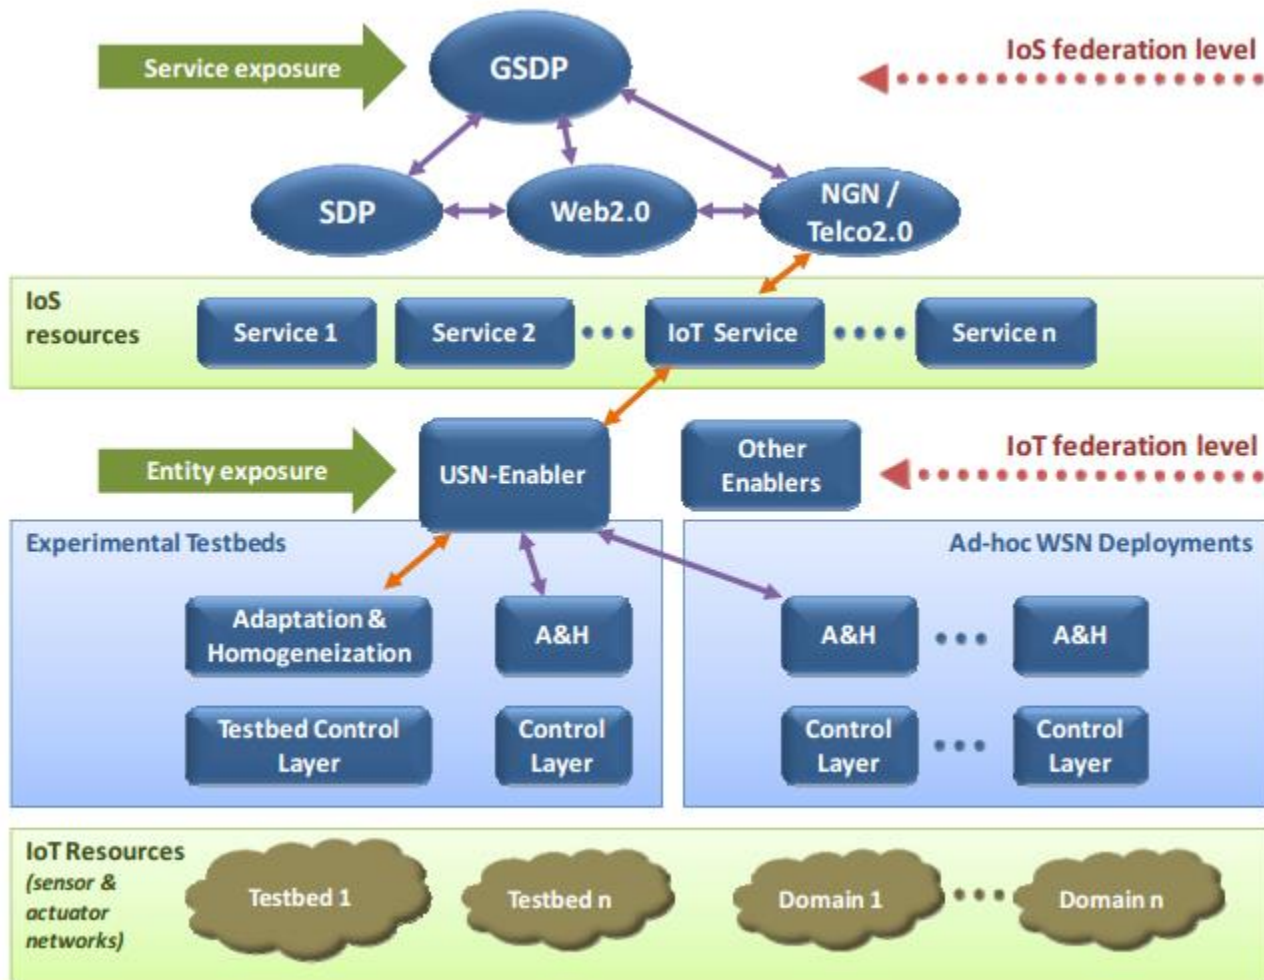 Service exposure
GSDP
IoS federation level
SDP
Web2.0
NGN /
Telco2.0
IoS
resources
Service 1
Service 2
IoT Service
Service n
Entity exposure
USN-Enabler
Other
Enablers
IoT federation level
Experimental Testbeds
Ad-hoc WSN Deployments
Adaptation &
Homogeneization
A&H
A&H
A&H
Testbed Control
Layer
Control
Layer
Control
Layer
Control
Layer
IoT Resources
(sensor &
actuator
networks)
Testbed 1
Testbed n
Domain 1
Domain n